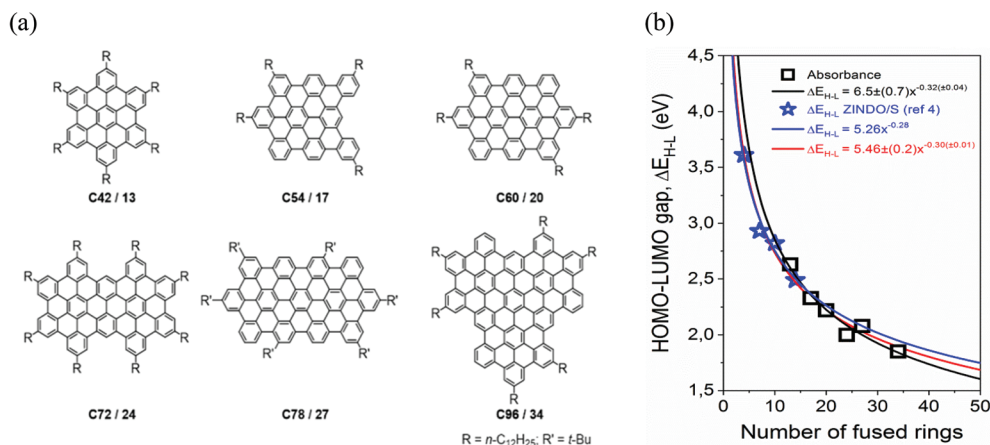 (a)
R
R R
R R
R
C42 / 13
R R
R
R
C54 / 17
R
R R
R
C60 / 20
R R
R R
R R
R R
C72 / 24
R' R'
R' R'
R' R'
C78 / 27
R
R
R
R
R
R
C96 / 34
R = n-C12H25; R' = t-Bu
(b)
HOMO-LUMO gap, ΔEH-L (eV)
4,5
4,0
3,5
3,0
2,5
2,0
1,5
Absorbance
ΔEH-L = 6.5±(0.7)x-0.32(±0.04)
ΔEH-L ZINDO/S (ref 4)
ΔEH-L = 5.26x-0.28
ΔEH-L = 5.46±(0.2)x-0.30(±0.01)
0 10 20 30 40 50
Number of fused rings